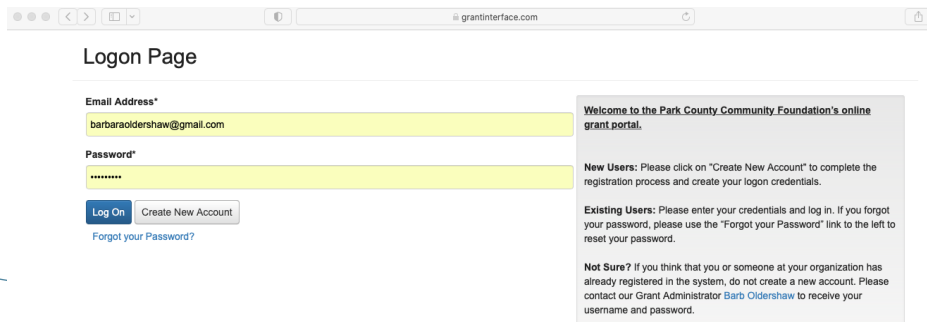 grantinterface.com
Logon Page
Email Address*
barbaraoldershaw@gmail.com
Password*
•••••••••
Log On
Create New Account
Forgot your Password?
Welcome to the Park County Community Foundation's online
grant portal.
New Users: Please click on "Create New Account" to complete the
registration process and create your logon credentials.
Existing Users: Please enter your credentials and log in. If you forgot
your password, please use the “Forgot your Password” link to the left to
reset your password.
Not Sure? If you think that you or someone at your organization has
already registered in the system, do not create a new account. Please
contact our Grant Administrator Barb Oldershaw to receive your
username and password.